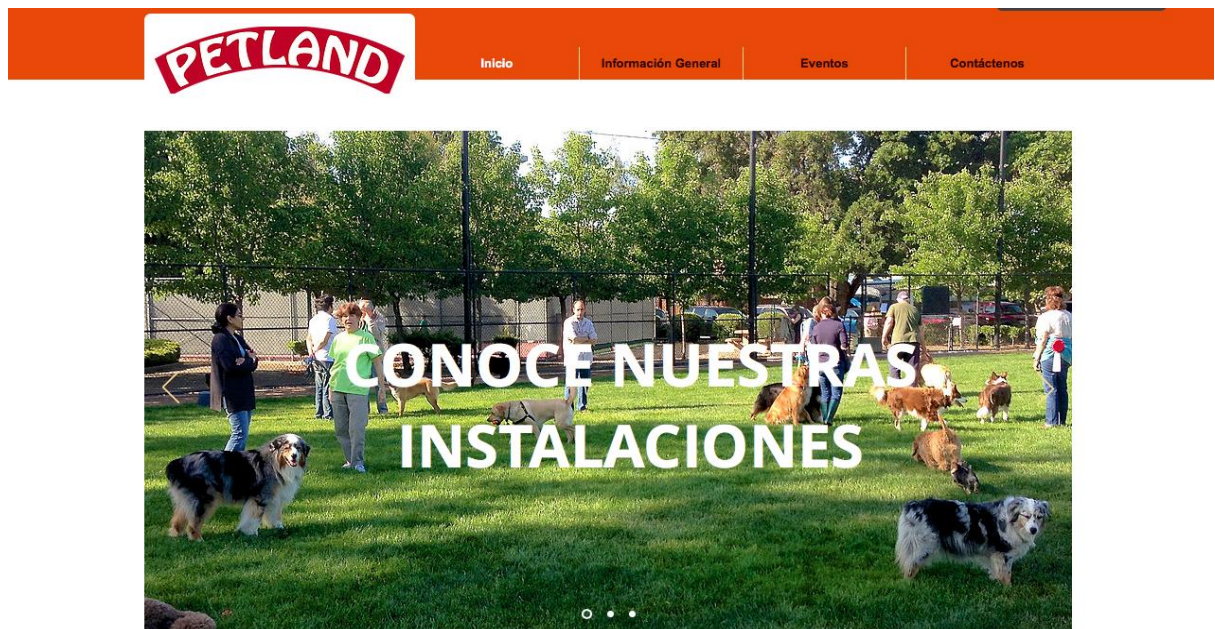 PETLAND
Inicio Información General Eventos Contáctenos
CONOCE NUESTRAS
INSTALACIONES